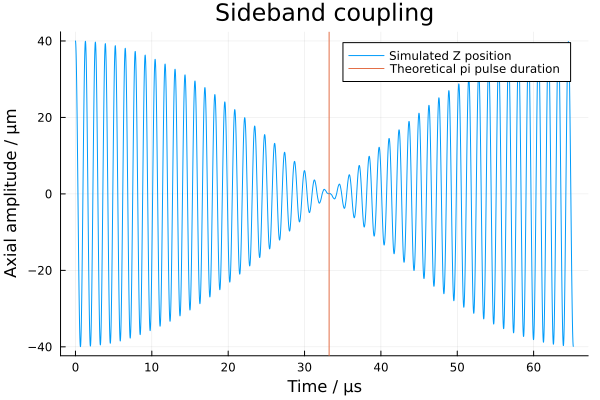 Sideband coupling
Simulated Z position
Theoretical pi pulse duration
Axial amplitude / μm
40
20
0
−20
−40
0
10
20
30
40
50
60
Time / μs